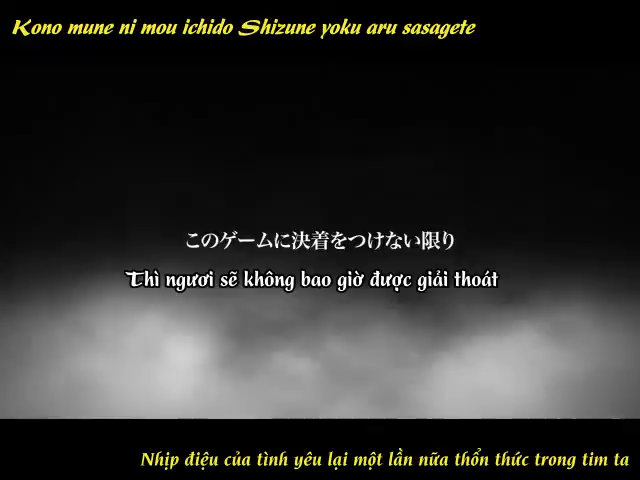 Kono mune ni mou ichido Shizune yoku aru sasagete
このゲームに決着をつけない限り
Thì ngươi sẽ không bao giờ được giải thoát
Nhịp điệu của tình yêu lại một lần nữa thổn thức trong tim ta